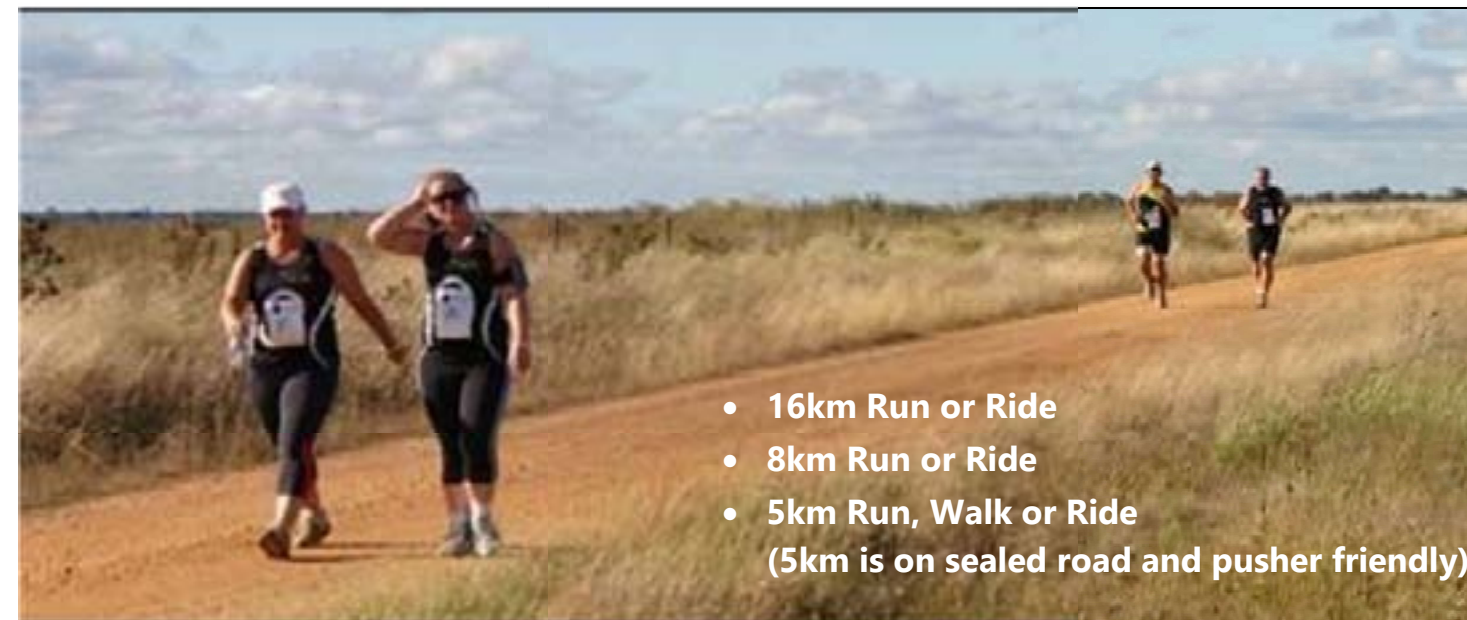 • 16km Run or Ride
• 8km Run or Ride
• 5km Run, Walk or Ride
(5km is on sealed road and pusher friendly)